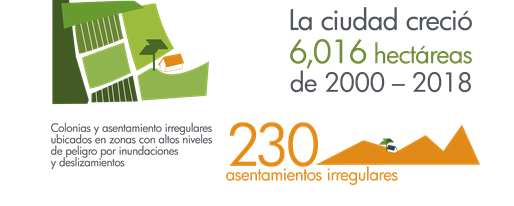 La ciudad creció
6,016 hectáreas
de 2000 – 2018
Colonias y asentamiento irregulares
ubicados en zonas con altos niveles
de peligro por inundaciones
y deslizamientos
230
asentamientos irregulares